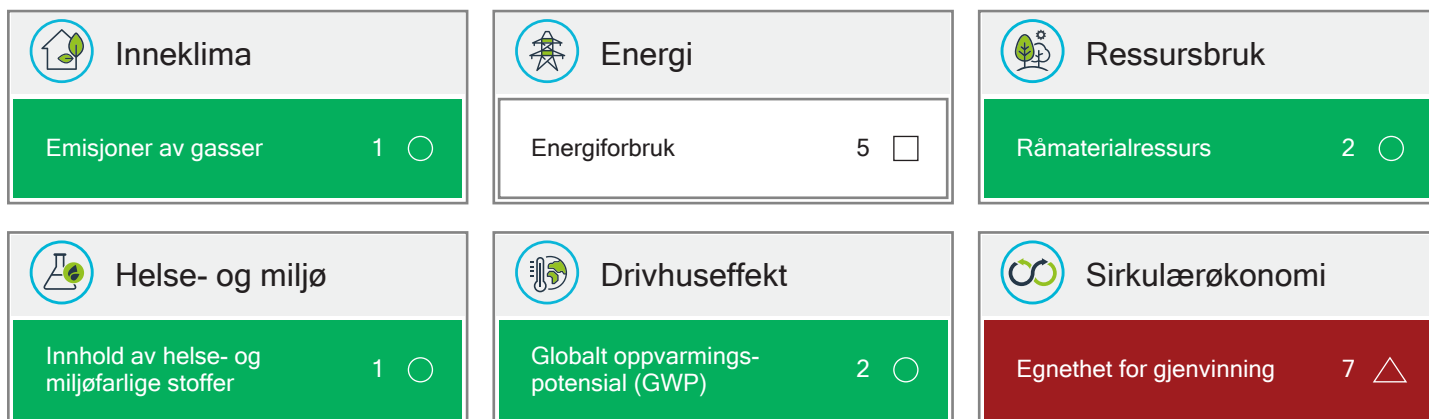 Inneklima
Emisjoner av gasser 1
Energi
Energiforbruk 5
Ressursbruk
Råmaterialressurs 2
Helse- og miljø
Innhold av helse- og
miljøfarlige stoffer 1
Drivhuseffekt
Globalt oppvarmings-
potensial (GWP) 2
Sirkulærøkonomi
Egnethet for gjenvinning 7